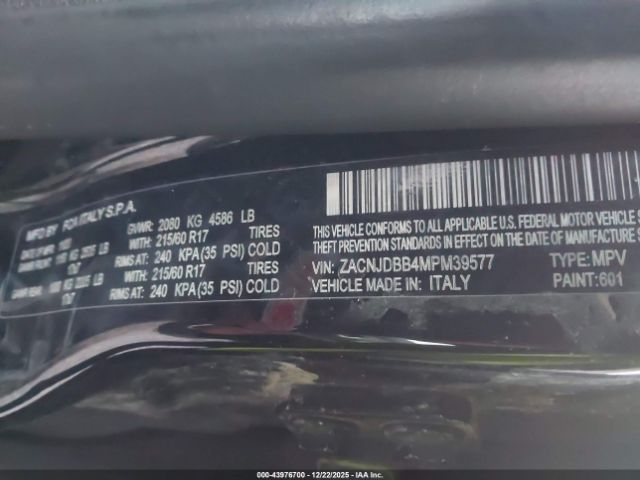 MFD BY: FCA ITALY S.P.A.
GVWR: 2080 KG 4586 LB
WITH 215/60 R17 TIRES
RIMS AT: 240 KPA(35 PSI) COLD
WITH 215/60 R17 TIRES
RIMS AT: 240 KPA(35 PSI) COLD
THIS VEHICLE CONFORMS TO ALL APPLICABLE U.S. FEDERAL MOTOR VEHICLE
THEFT PREVENTION STANDARDS IN EFFECT ON THE DATE OF MANUFACTURE
VIN: ZACNJDBB4MPM39577 TYPE: MPV
VEHICLE MADE IN: ITALY PAINT:601
000-43976700 - 12/22/2025 - IAAI.com